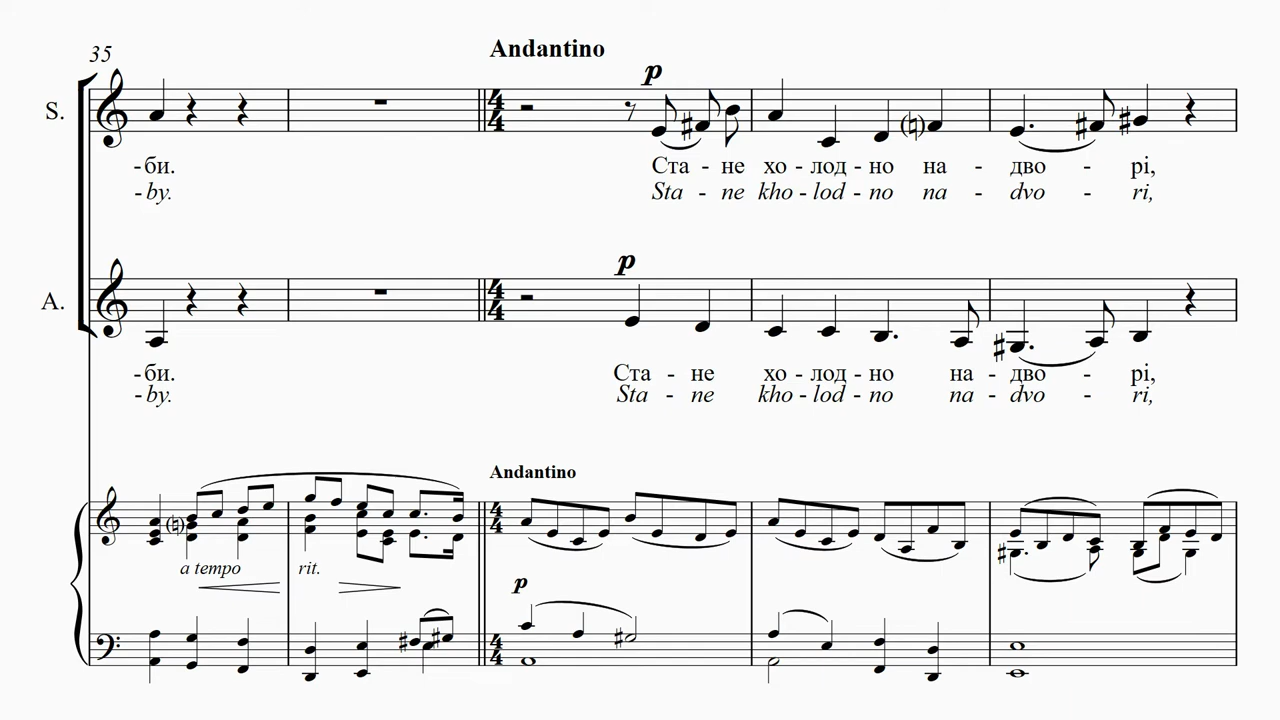 35
Andantino
p
S.
-би. Ста - не хо - лод - но на - дво - рі,
-by. Sta - ne kho - lod - no na - dvo - ri,
p
A.
-би. Ста - не хо - лод - но на - дво - рі,
-by. Sta - ne kho - lod - no na - dvo - ri,
Andantino
a tempo rit.
p